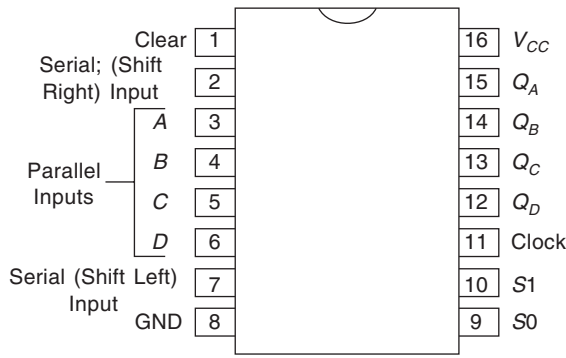 Clear 1
Serial; (Shift
Right) Input 2
A 3
B 4
Parallel
Inputs
C 5
D 6
Serial (Shift Left)
Input 7
GND 8
16 V_CC
15 Q_A
14 Q_B
13 Q_C
12 Q_D
11 Clock
10 S1
9 S0